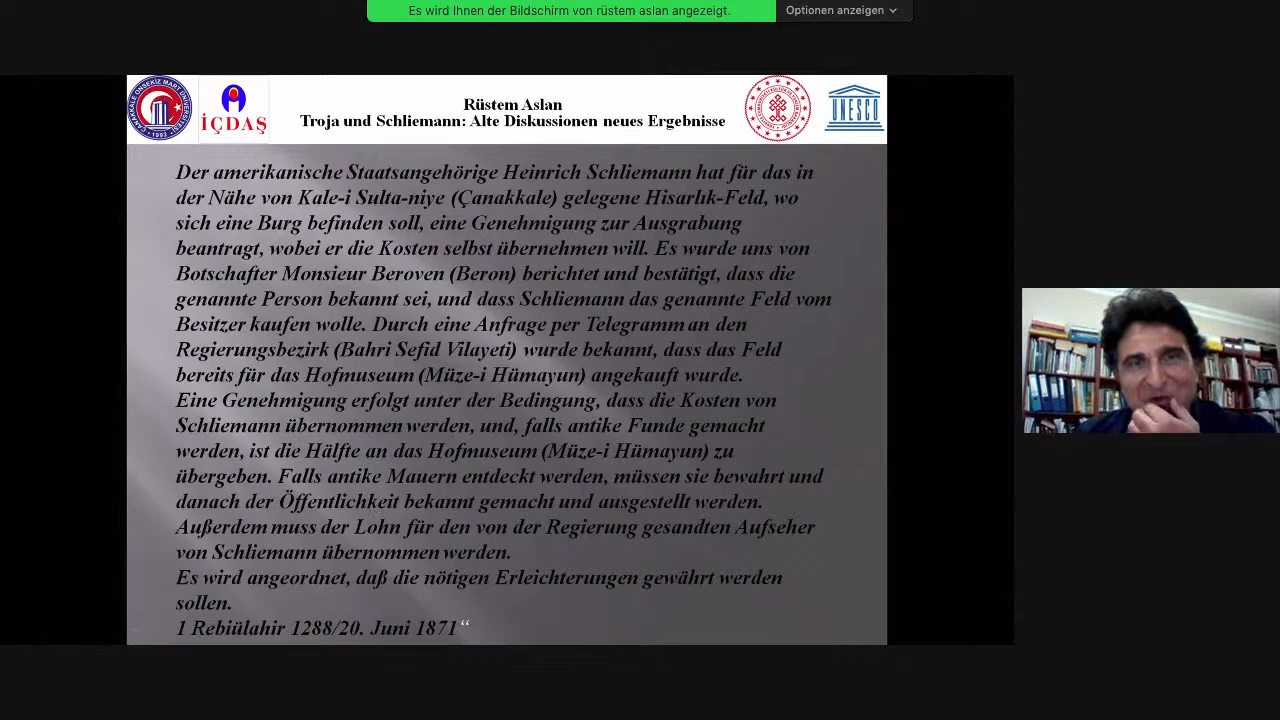 Es wird Ihnen der Bildschirm von rüstem aslan angezeigt.
Optionen anzeigen
ÇANAKKALE ONSEKİZ MART ÜNİVERSİTESİ
1992
İÇDAŞ
Rüstem Aslan
Troja und Schliemann: Alte Diskussionen neues Ergebnisse
UNESCO
Der amerikanische Staatsangehörige Heinrich Schliemann hat für das in
der Nähe von Kale-i Sulta-niye (Çanakkale) gelegene Hisarlık-Feld, wo
sich eine Burg befinden soll, eine Genehmigung zur Ausgrabung
beantragt, wobei er die Kosten selbst übernehmen will. Es wurde uns von
Botschafter Monsieur Beroven (Beron) berichtet und bestätigt, dass die
genannte Person bekannt sei, und dass Schliemann das genannte Feld vom
Besitzer kaufen wolle. Durch eine Anfrage per Telegramm an den
Regierungsbezirk (Bahri Sefid Vilayeti) wurde bekannt, dass das Feld
bereits für das Hofmuseum (Müze-i Hümayun) angekauft wurde.
Eine Genehmigung erfolgt unter der Bedingung, dass die Kosten von
Schliemann übernommen werden, und, falls antike Funde gemacht
werden, ist die Hälfte an das Hofmuseum (Müze-i Hümayun) zu
übergeben. Falls antike Mauern entdeckt werden, müssen sie bewahrt und
danach der Öffentlichkeit bekannt gemacht und ausgestellt werden.
Außerdem muss der Lohn für den von der Regierung gesandten Aufseher
von Schliemann übernommen werden.
Es wird angeordnet, daß die nötigen Erleichterungen gewährt werden
sollen.
1 Rebiülahir 1288/20. Juni 1871“